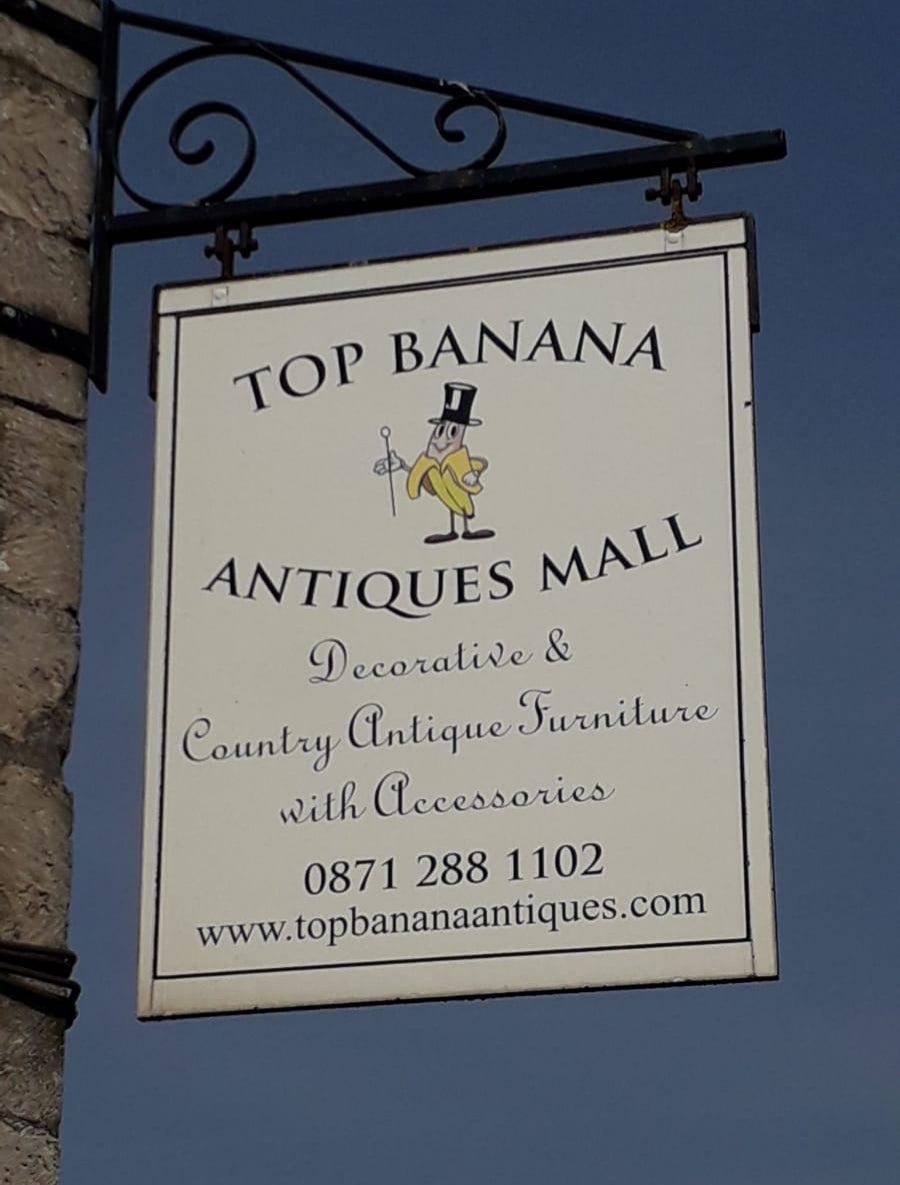 TOP BANANA
ANTIQUES MALL
Decorative &
Country Antique Furniture
with Accessories
0871 288 1102
www.topbananaantiques.com